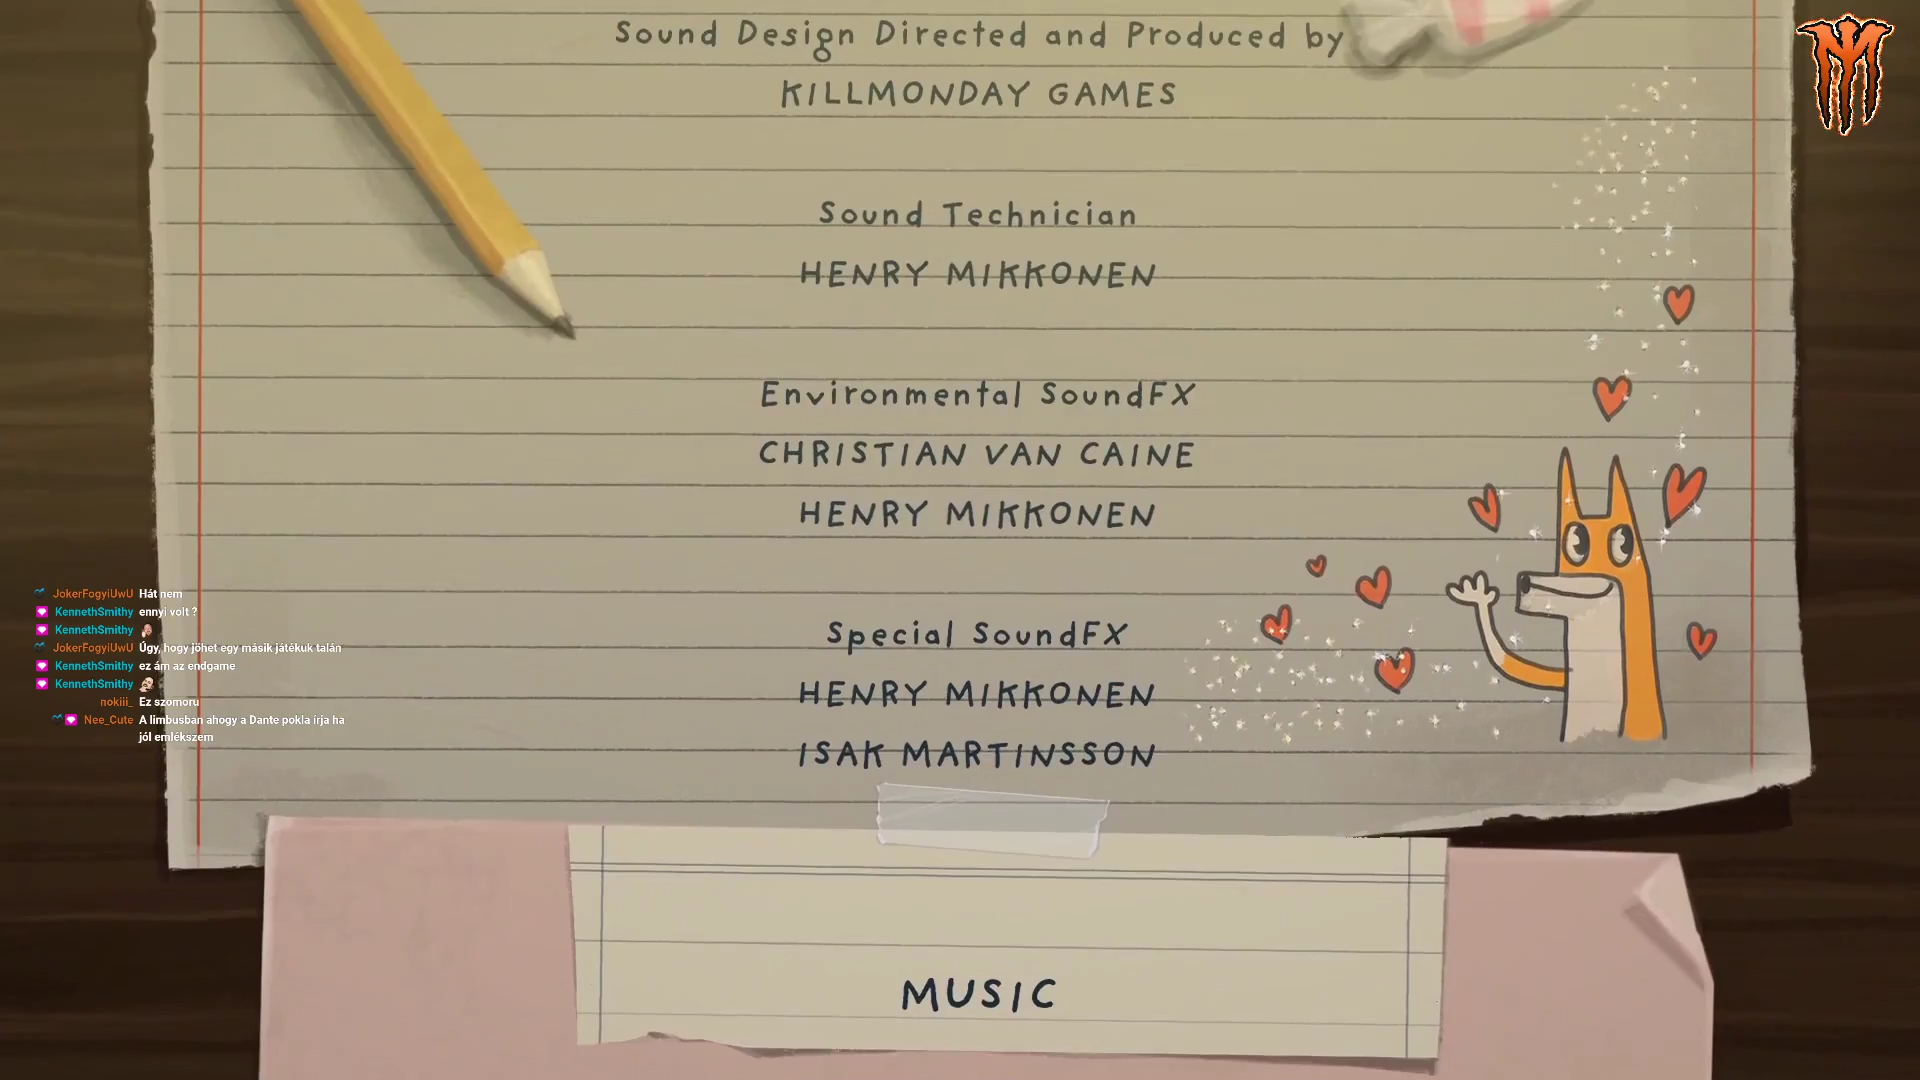 Sound Design Directed and Produced by
KILLMONDAY GAMES
Sound Technician
HENRY MIKKONEN
Environmental SoundFX
CHRISTIAN VAN CAINE
HENRY MIKKONEN
Special SoundFX
HENRY MIKKONEN
ISAK MARTINSSON
MUSIC
JokerFogyiUwU Hát nem
KennethSmithy ennyi volt ?
KennethSmithy
JokerFogyiUwU Úgy, hogy jöhet egy másik játékuk talán
KennethSmithy ez ám az endgame
KennethSmithy
nokiii_ Ez szomoru
Nee_Cute A limbusban ahogy a Dante pokla írja ha
jól emlékszem